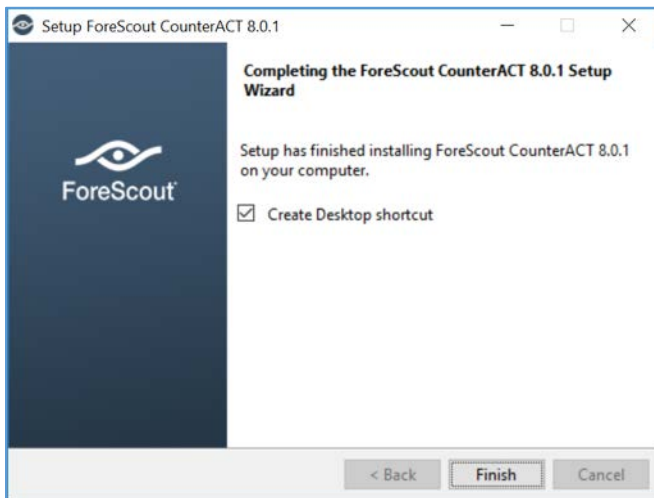 Setup ForeScout CounterACT 8.0.1
Completing the ForeScout CounterACT 8.0.1 Setup
Wizard
Setup has finished installing ForeScout CounterACT 8.0.1
on your computer.
Create Desktop shortcut
ForeScout
< Back
Finish
Cancel